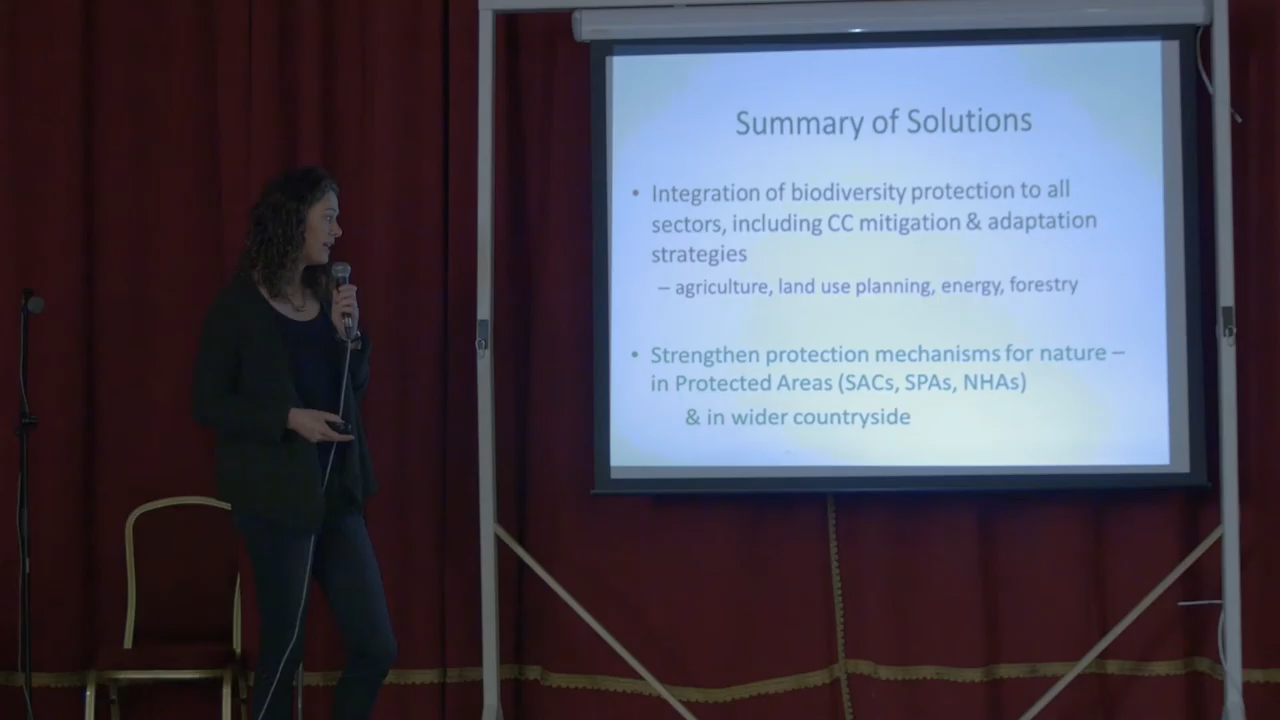 Summary of Solutions
• Integration of biodiversity protection to all
sectors, including CC mitigation & adaptation
strategies
– agriculture, land use planning, energy, forestry
• Strengthen protection mechanisms for nature –
in Protected Areas (SACs, SPAs, NHAs)
& in wider countryside